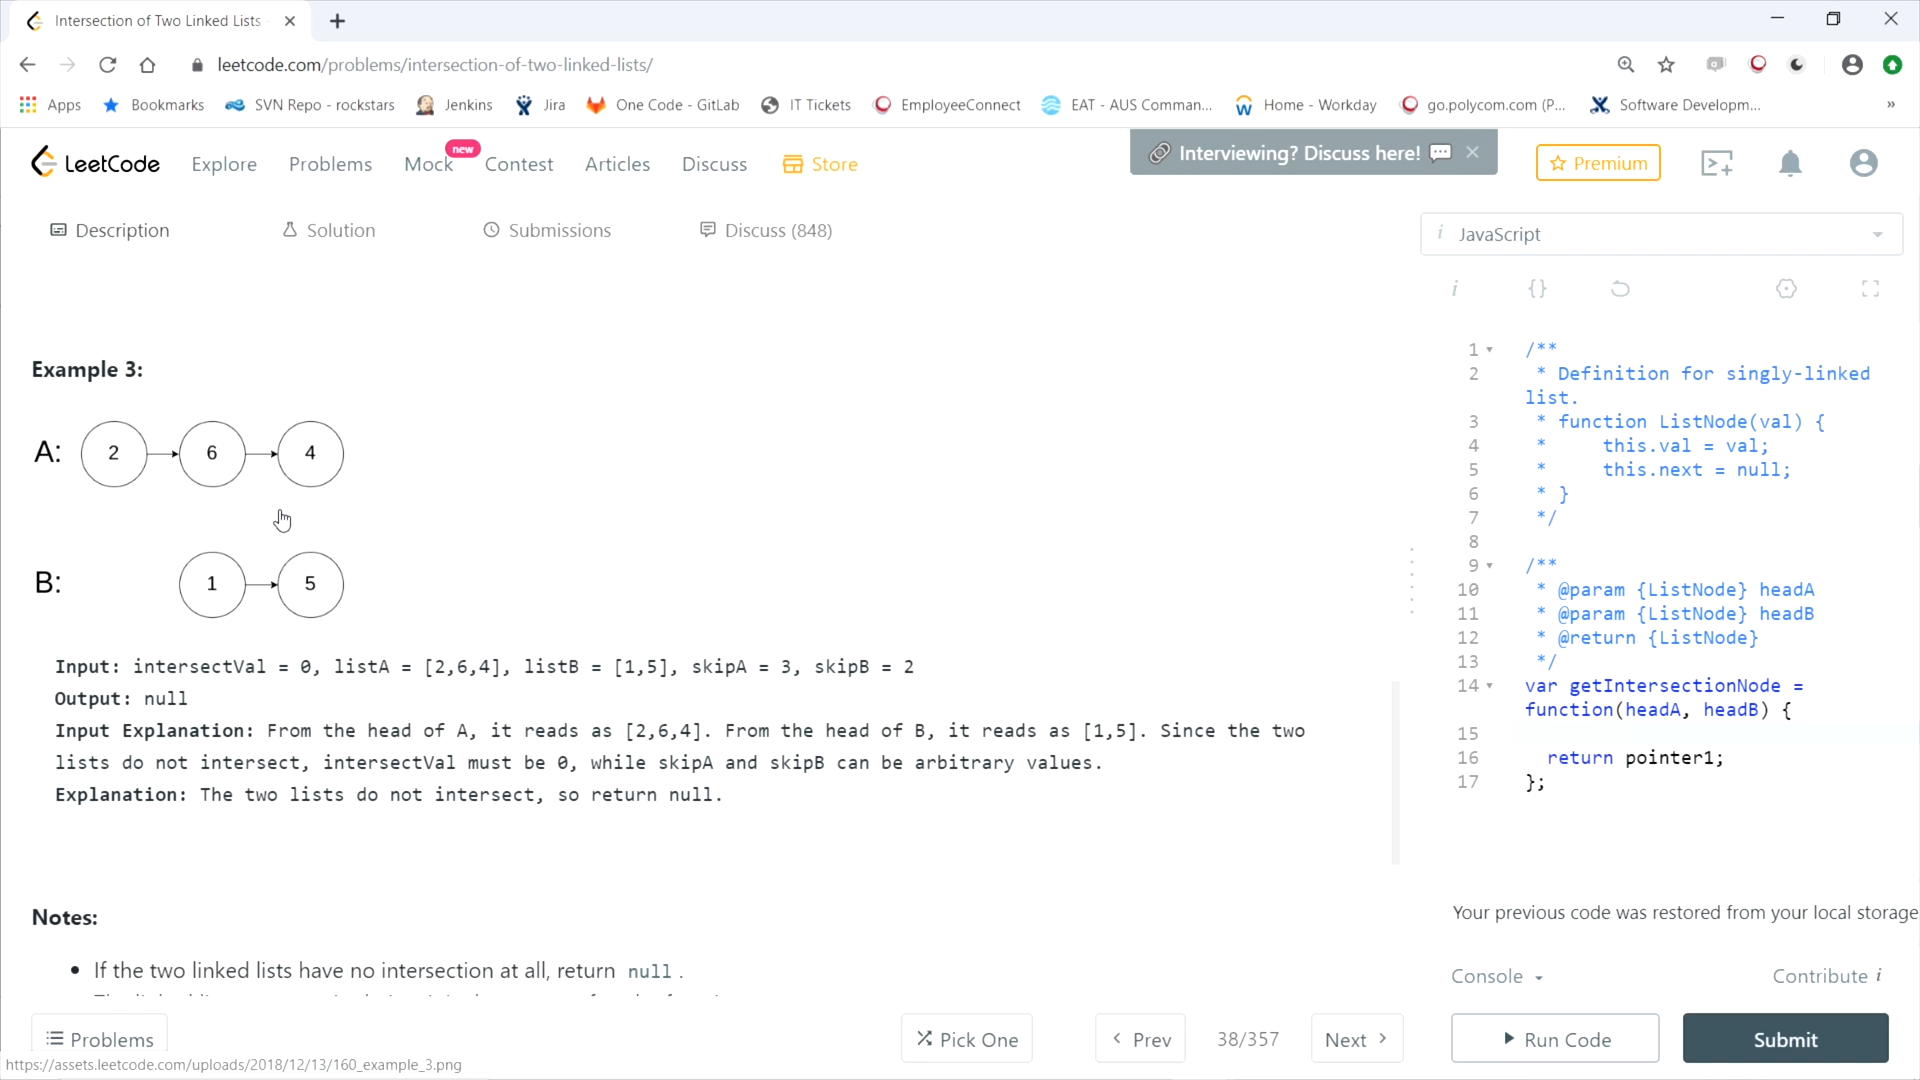 Intersection of Two Linked Lists
leetcode.com/problems/intersection-of-two-linked-lists/
Apps Bookmarks SVN Repo - rockstars Jenkins Jira One Code - GitLab IT Tickets EmployeeConnect EAT - AUS Comman... Home - Workday go.polycom.com (P... Software Developm... »
LeetCode Explore Problems Mock new Contest Articles Discuss Store Interviewing? Discuss here! Premium
Description Solution Submissions Discuss (848)
JavaScript
Example 3:
A: 2 6 4
B: 1 5
Input: intersectVal = 0, listA = [2,6,4], listB = [1,5], skipA = 3, skipB = 2
Output: null
Input Explanation: From the head of A, it reads as [2,6,4]. From the head of B, it reads as [1,5]. Since the two
lists do not intersect, intersectVal must be 0, while skipA and skipB can be arbitrary values.
Explanation: The two lists do not intersect, so return null.
Notes:
• If the two linked lists have no intersection at all, return null .
i {}
1 /**
2 * Definition for singly-linked
list.
3 * function ListNode(val) {
4 *     this.val = val;
5 *     this.next = null;
6 * }
7 */
8
9 /**
10 * @param {ListNode} headA
11 * @param {ListNode} headB
12 * @return {ListNode}
13 */
14 var getIntersectionNode =
function(headA, headB) {
15
16   return pointer1;
17 };
Your previous code was restored from your local storage
Console Contribute i
Problems Pick One < Prev 38/357 Next > Run Code Submit
https://assets.leetcode.com/uploads/2018/12/13/160_example_3.png